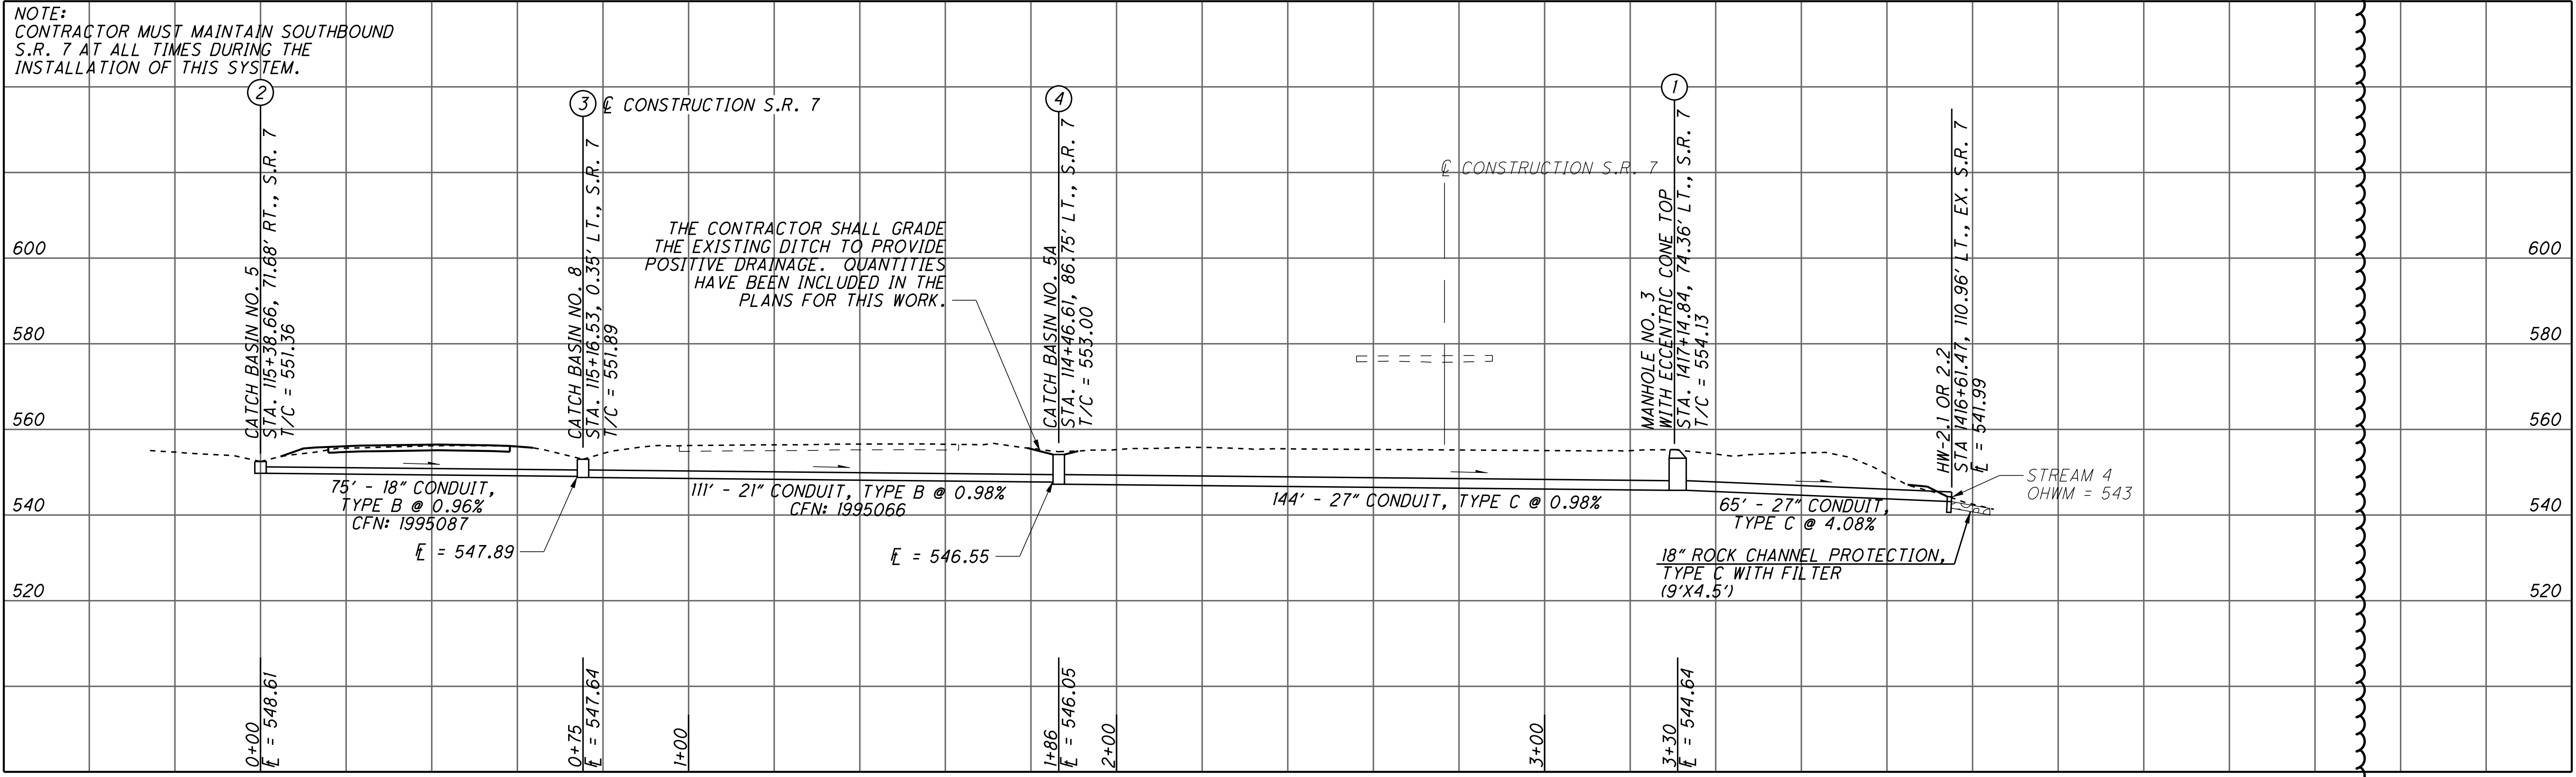 NOTE:
CONTRACTOR MUST MAINTAIN SOUTHBOUND
S.R. 7 AT ALL TIMES DURING THE
INSTALLATION OF THIS SYSTEM.
2
CATCH BASIN NO. 5
STA. 115+38.66, 71.68' RT., S.R. 7
T/C = 551.36
3
℄ CONSTRUCTION S.R. 7
CATCH BASIN NO. 8
STA. 115+16.53, 0.35' LT., S.R. 7
T/C = 551.89
THE CONTRACTOR SHALL GRADE
THE EXISTING DITCH TO PROVIDE
POSITIVE DRAINAGE. QUANTITIES
HAVE BEEN INCLUDED IN THE
PLANS FOR THIS WORK.
4
CATCH BASIN NO. 5A
STA. 114+46.61, 86.75' LT., S.R. 7
T/C = 553.00
℄ CONSTRUCTION S.R. 7
1
MANHOLE NO. 3
WITH ECCENTRIC CONE TOP
STA. 1417+14.84, 74.36' LT., S.R. 7
T/C = 554.13
HW-2.1 OR 2.2
STA 1416+61.47, 110.96' LT., EX. S.R. 7
FL = 541.99
STREAM 4
OHWM = 543
600
600
580
580
560
560
540
540
520
520
75' - 18" CONDUIT,
TYPE B @ 0.96%
CFN: 1995087
FL = 547.89
111' - 21" CONDUIT, TYPE B @ 0.98%
CFN: 1995066
FL = 546.55
144' - 27" CONDUIT, TYPE C @ 0.98%
65' - 27" CONDUIT,
TYPE C @ 4.08%
18" ROCK CHANNEL PROTECTION,
TYPE C WITH FILTER
(9'X4.5')
0+00
FL = 548.61
0+75
FL = 547.64
1+00
1+86
FL = 546.05
2+00
3+00
3+30
FL = 544.64